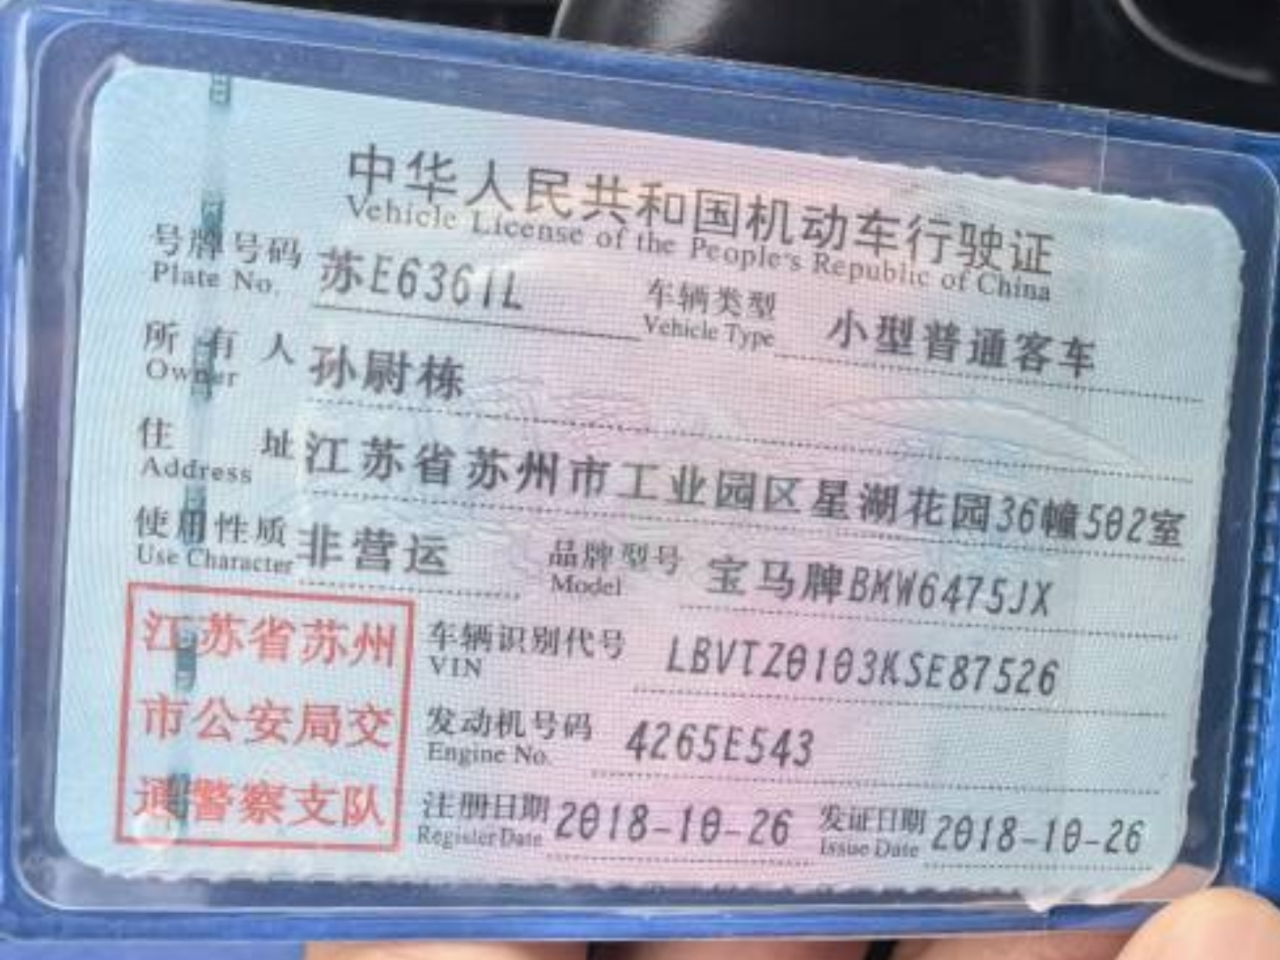 中华人民共和国机动车行驶证
Vehicle License of the People's Republic of China
号牌号码 苏E6361L 车辆类型 小型普通客车
Plate No. Vehicle Type
所有人 孙尉栋
Owner
住址 江苏省苏州市工业园区星湖花园36幢502室
Address
使用性质 非营运 品牌型号 宝马牌BMW6475JX
Use Character Model
江苏省苏州
市公安局交
通警察支队
车辆识别代号 LBVTZ0103KSE87526
VIN
发动机号码 4265E543
Engine No.
注册日期 2018-10-26 发证日期 2018-10-26
Register Date Issue Date